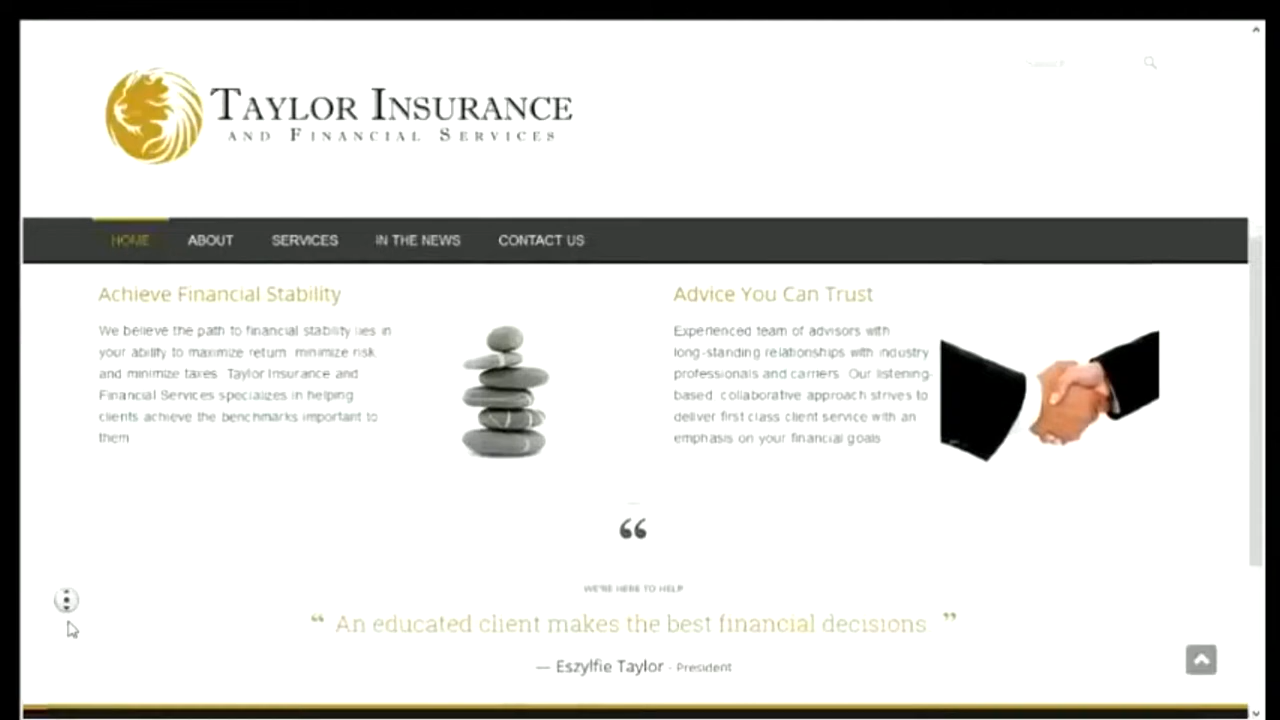 TAYLOR INSURANCE
AND FINANCIAL SERVICES
HOME ABOUT SERVICES IN THE NEWS CONTACT US
Achieve Financial Stability
We believe the path to financial stability lies in
your ability to maximize return minimize risk
and minimize taxes. Taylor Insurance and
Financial Services specializes in helping
clients achieve the benchmarks important to
them
Advice You Can Trust
Experienced team of advisors with
long-standing relationships with industry
professionals and carriers. Our listening-
based collaborative approach strives to
deliver first class client service with an
emphasis on your financial goals
“
WE'RE HERE TO HELP
“ An educated client makes the best financial decisions ”
— Eszylfie Taylor - President